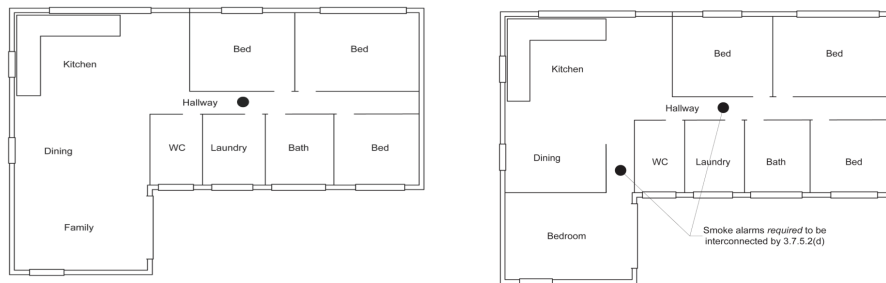 Bed
Bed
Kitchen
Hallway
WC
Laundry
Bath
Bed
Dining
Family
Bed
Bed
Kitchen
Hallway
Dining
WC
Laundry
Bath
Bed
Bedroom
Smoke alarms required to be
interconnected by 3.7.5.2(d)